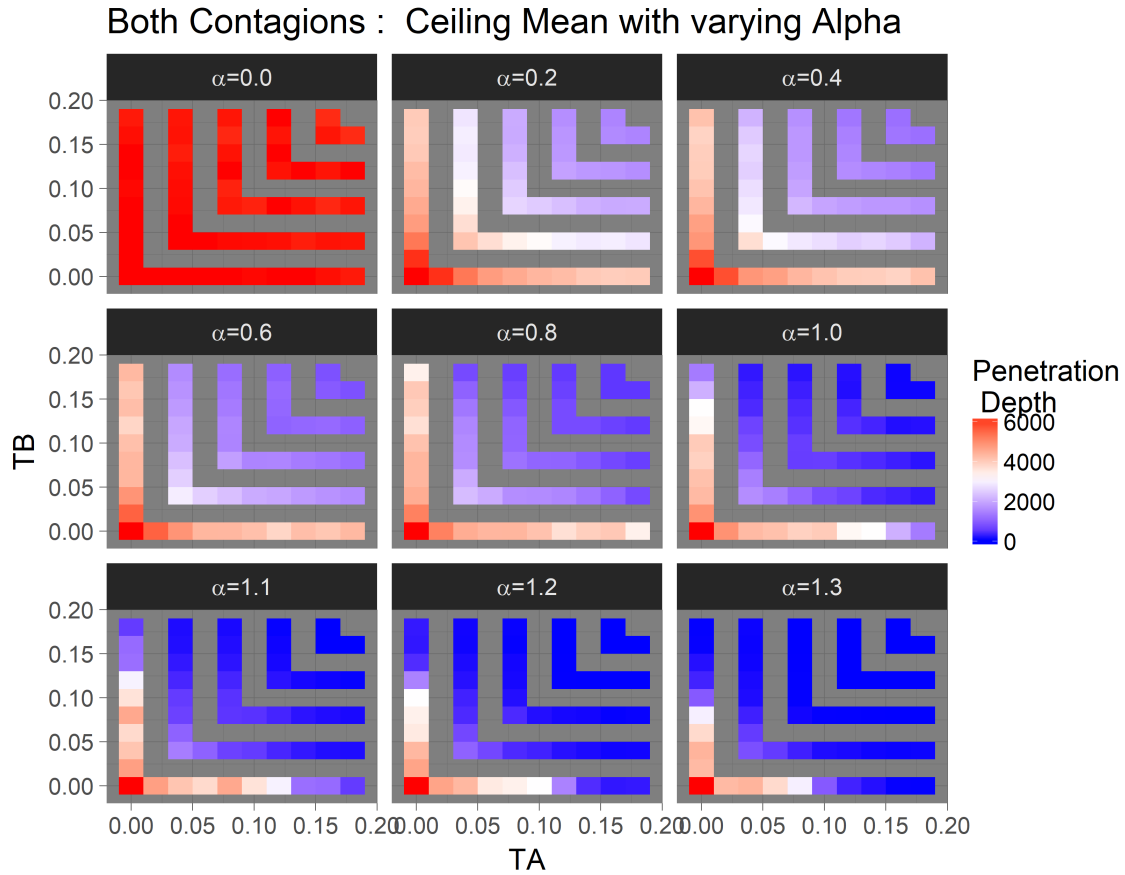 Both Contagions :  Ceiling Mean with varying Alpha
α=0.0 α=0.2 α=0.4
0.20
0.15
0.10
0.05
0.00
α=0.6 α=0.8 α=1.0
0.20
0.15
0.10
0.05
0.00
α=1.1 α=1.2 α=1.3
0.20
0.15
0.10
0.05
0.00
0.00 0.05 0.10 0.15 0.20 0.00 0.05 0.10 0.15 0.20 0.00 0.05 0.10 0.15 0.20
TA
TB
Penetration
Depth
6000
4000
2000
0